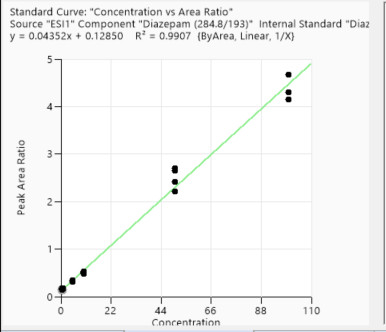 Standard Curve: "Concentration vs Area Ratio"
Source "ESI1" Component "Diazepam (284.8/193)" Internal Standard "Diaz
y = 0.04352x + 0.12850 R² = 0.9907 (ByArea, Linear, 1/X)
Peak Area Ratio
5
4
3
2
1
0
0 22 44 66 88 110
Concentration